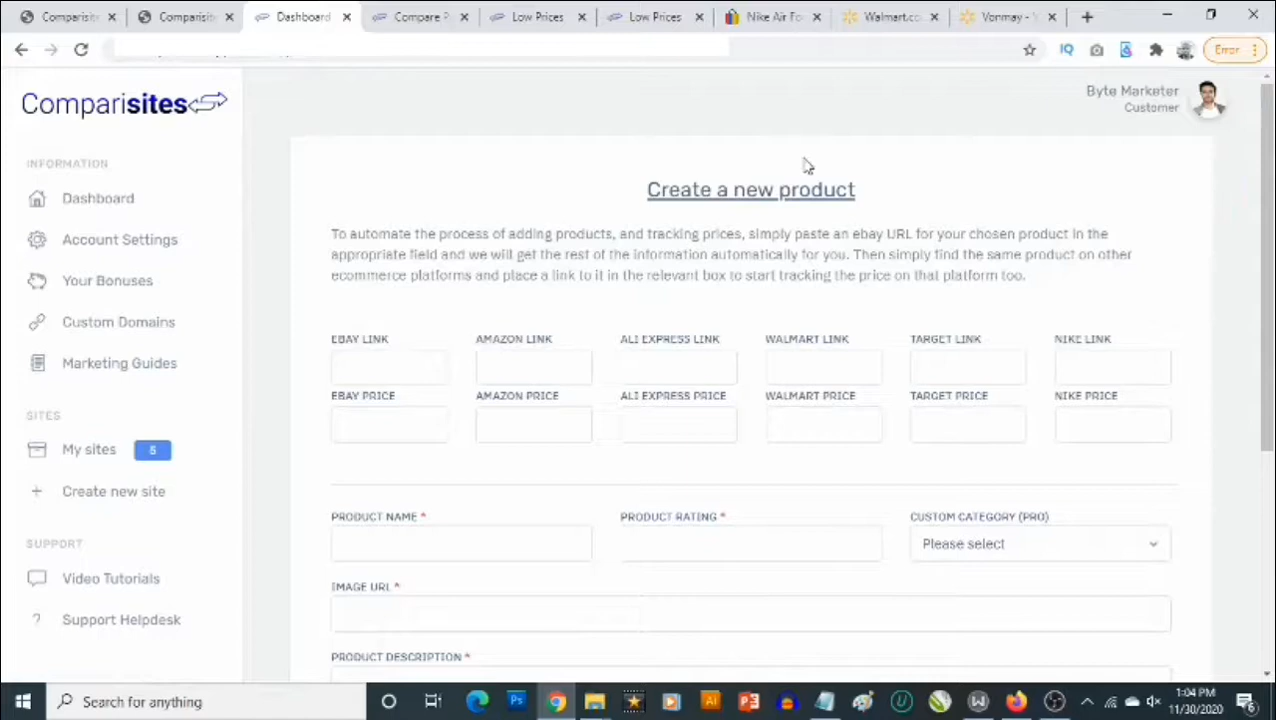 Comparisit
Comparisit
Dashboard
Compare P
Low Prices
Low Prices
Nike Air Fo
Walmart.co
Vonmay - 
IQ
Error
Comparisites
Byte Marketer
Customer
INFORMATION
Dashboard
Account Settings
Your Bonuses
Custom Domains
Marketing Guides
SITES
My sites 5
Create new site
SUPPORT
Video Tutorials
Support Helpdesk
Create a new product
To automate the process of adding products, and tracking prices, simply paste an ebay URL for your chosen product in the
appropriate field and we will get the rest of the information automatically for you. Then simply find the same product on other
ecommerce platforms and place a link to it in the relevant box to start tracking the price on that platform too.
EBAY LINK AMAZON LINK ALI EXPRESS LINK WALMART LINK TARGET LINK NIKE LINK
EBAY PRICE AMAZON PRICE ALI EXPRESS PRICE WALMART PRICE TARGET PRICE NIKE PRICE
PRODUCT NAME * PRODUCT RATING * CUSTOM CATEGORY (PRO)
Please select
IMAGE URL *
PRODUCT DESCRIPTION *
Search for anything
1:04 PM
11/30/2020